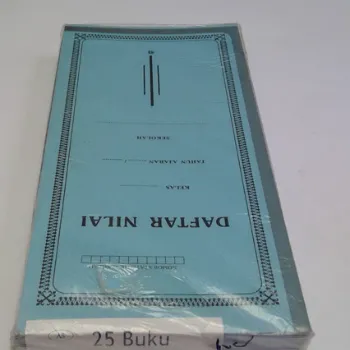 DAFTAR NILAI
KELAS
TAHUN AJARAN
SEKOLAH
25 Buku